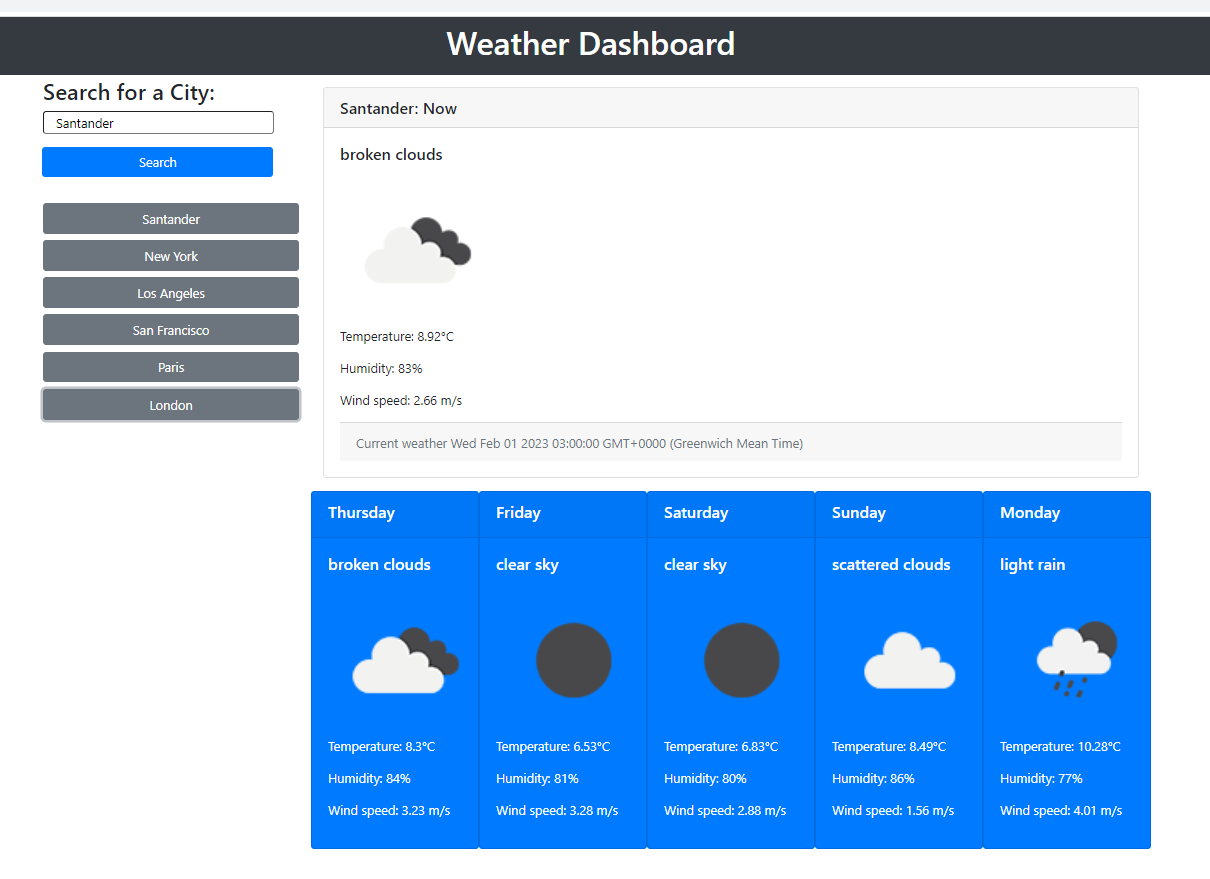 Weather Dashboard
Search for a City:
Santander
Search
Santander
New York
Los Angeles
San Francisco
Paris
London
Santander: Now
broken clouds
Temperature: 8.92°C
Humidity: 83%
Wind speed: 2.66 m/s
Current weather Wed Feb 01 2023 03:00:00 GMT+0000 (Greenwich Mean Time)
Thursday
broken clouds
Temperature: 8.3°C
Humidity: 84%
Wind speed: 3.23 m/s
Friday
clear sky
Temperature: 6.53°C
Humidity: 81%
Wind speed: 3.28 m/s
Saturday
clear sky
Temperature: 6.83°C
Humidity: 80%
Wind speed: 2.88 m/s
Sunday
scattered clouds
Temperature: 8.49°C
Humidity: 86%
Wind speed: 1.56 m/s
Monday
light rain
Temperature: 10.28°C
Humidity: 77%
Wind speed: 4.01 m/s